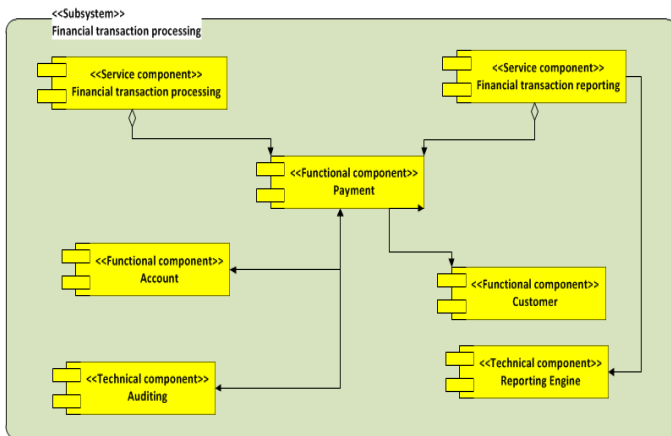 <<Subsystem>>
Financial transaction processing
<<Service component>>
Financial transaction processing
<<Service component>>
Financial transaction reporting
<<Functional component>>
Payment
<<Functional component>>
Account
<<Functional component>>
Customer
<<Technical component>>
Auditing
<<Technical component>>
Reporting Engine